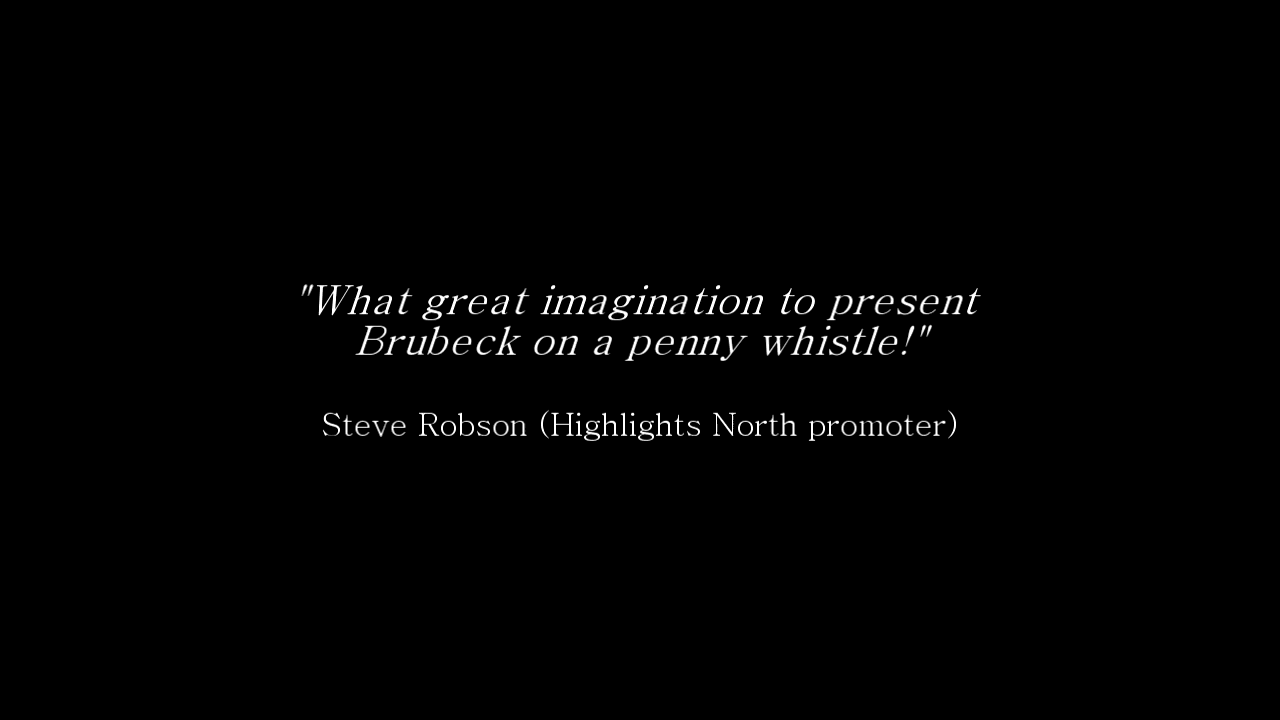 "What great imagination to present
Brubeck on a penny whistle!"
Steve Robson (Highlights North promoter)